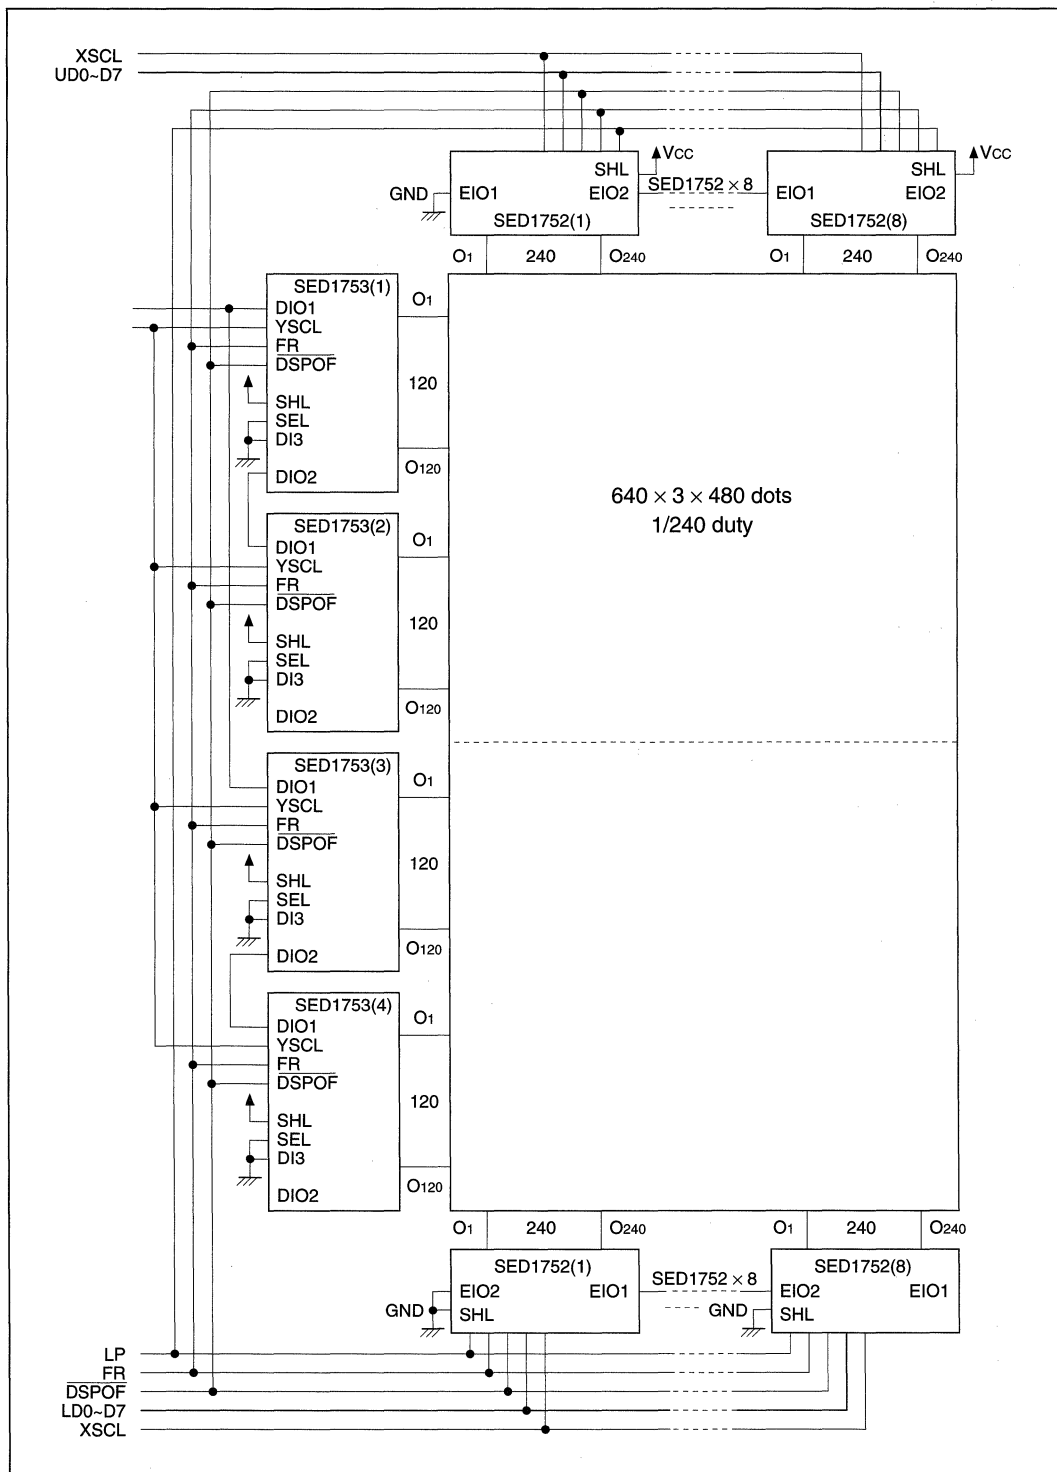 XSCL
UD0~D7
SHL
VCC
SHL
VCC
GND
EIO1
EIO2
SED1752 × 8
EIO1
EIO2
SED1752(1)
SED1752(8)
O1
240
O240
O1
240
O240
SED1753(1)
DIO1
YSCL
FR
DSPOF
SHL
SEL
DI3
DIO2
O1
120
O120
640 × 3 × 480 dots
1/240 duty
SED1753(2)
DIO1
YSCL
FR
DSPOF
SHL
SEL
DI3
DIO2
O1
120
O120
SED1753(3)
DIO1
YSCL
FR
DSPOF
SHL
SEL
DI3
DIO2
O1
120
O120
SED1753(4)
DIO1
YSCL
FR
DSPOF
SHL
SEL
DI3
DIO2
O1
120
O120
O1
240
O240
O1
240
O240
SED1752(1)
EIO2
EIO1
GND
SHL
SED1752 × 8
SED1752(8)
EIO2
EIO1
GND
SHL
LP
FR
DSPOF
LD0~D7
XSCL